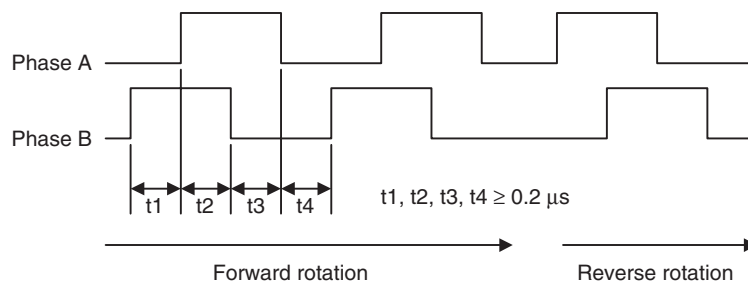 Phase A
Phase B
t1 t2 t3 t4
t1, t2, t3, t4 ≥ 0.2 μs
Forward rotation
Reverse rotation